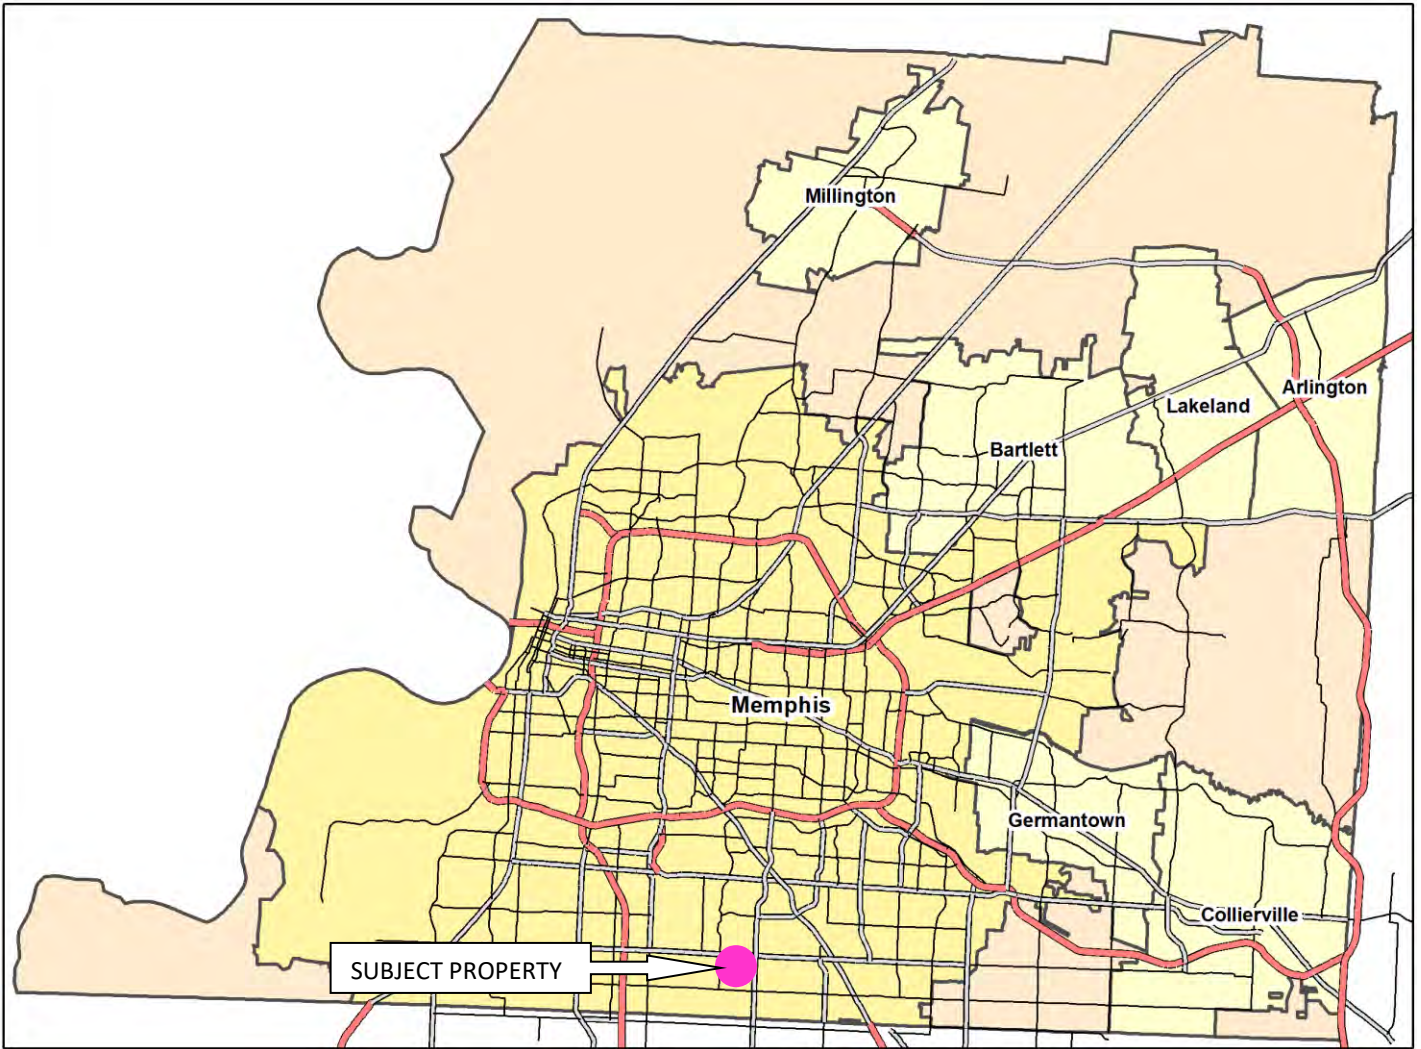 Millington
Arlington
Lakeland
Bartlett
Memphis
Germantown
Collierville
SUBJECT PROPERTY